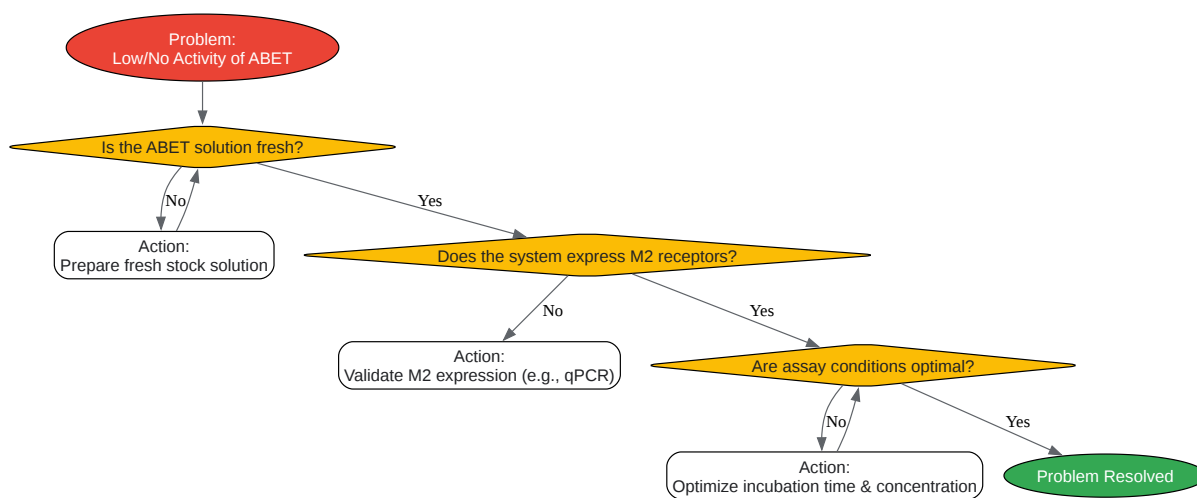 Problem:
Low/No Activity of ABET
Is the ABET solution fresh?
No
Yes
Action:
Prepare fresh stock solution
Does the system express M2 receptors?
No
Yes
Action:
Validate M2 expression (e.g., qPCR)
Are assay conditions optimal?
No
Yes
Action:
Optimize incubation time & concentration
Problem Resolved